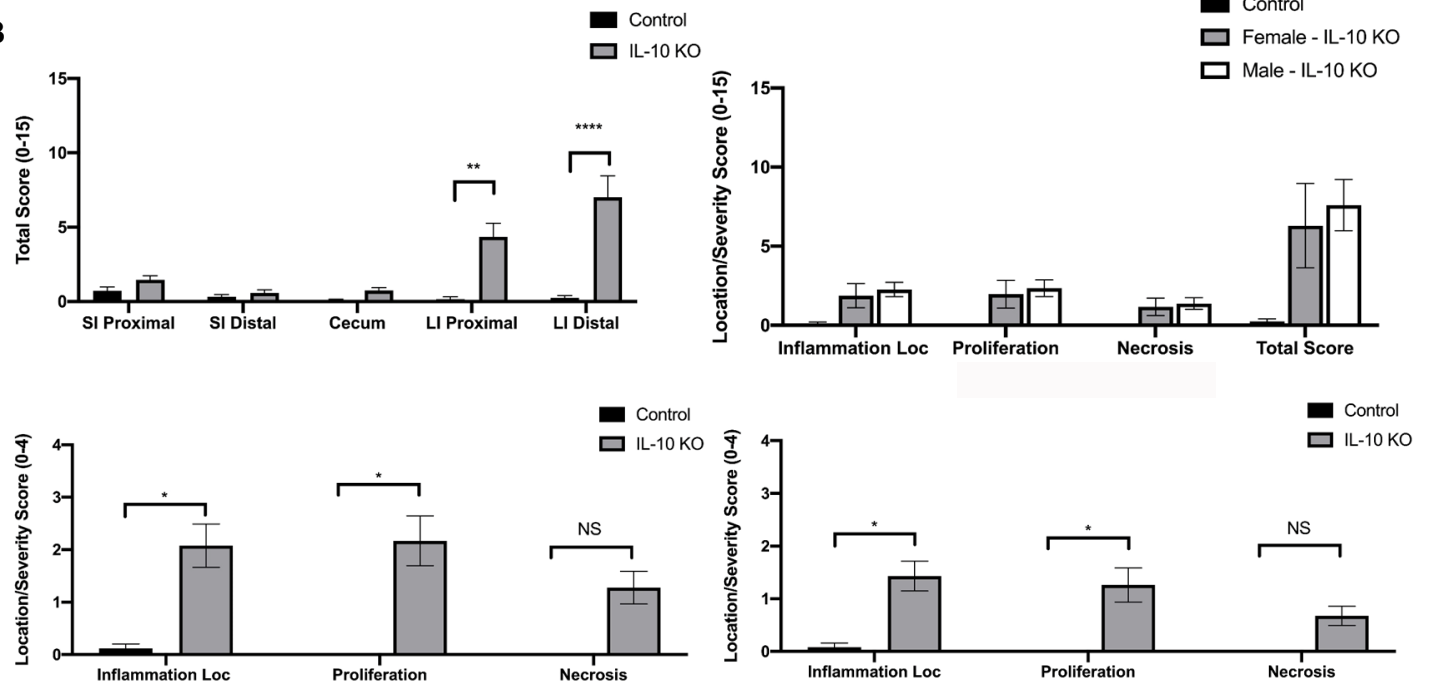 B
Control
IL-10 KO
Total Score (0-15)
15
10
5
0
**
****
SI Proximal
SI Distal
Cecum
LI Proximal
LI Distal
Control
Female - IL-10 KO
Male - IL-10 KO
Location/Severity Score (0-15)
15
10
5
0
Inflammation Loc
Proliferation
Necrosis
Total Score
Control
IL-10 KO
Location/Severity Score (0-4)
4
3
2
1
0
*
*
NS
Inflammation Loc
Proliferation
Necrosis
Control
IL-10 KO
Location/Severity Score (0-4)
4
3
2
1
0
*
*
NS
Inflammation Loc
Proliferation
Necrosis